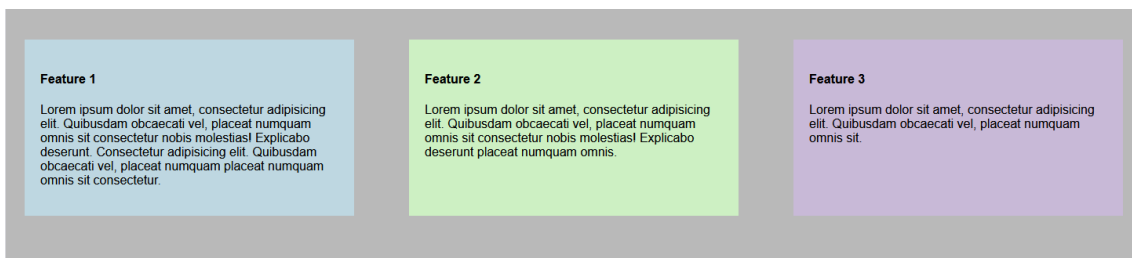 Feature 1
Lorem ipsum dolor sit amet, consectetur adipisicing
elit. Quibusdam obcaecati vel, placeat numquam
omnis sit consectetur nobis molestias! Explicabo
deserunt. Consectetur adipisicing elit. Quibusdam
obcaecati vel, placeat numquam placeat numquam
omnis sit consectetur.
Feature 2
Lorem ipsum dolor sit amet, consectetur adipisicing
elit. Quibusdam obcaecati vel, placeat numquam
omnis sit consectetur nobis molestias! Explicabo
deserunt placeat numquam omnis.
Feature 3
Lorem ipsum dolor sit amet, consectetur adipisicing
elit. Quibusdam obcaecati vel, placeat numquam
omnis sit.